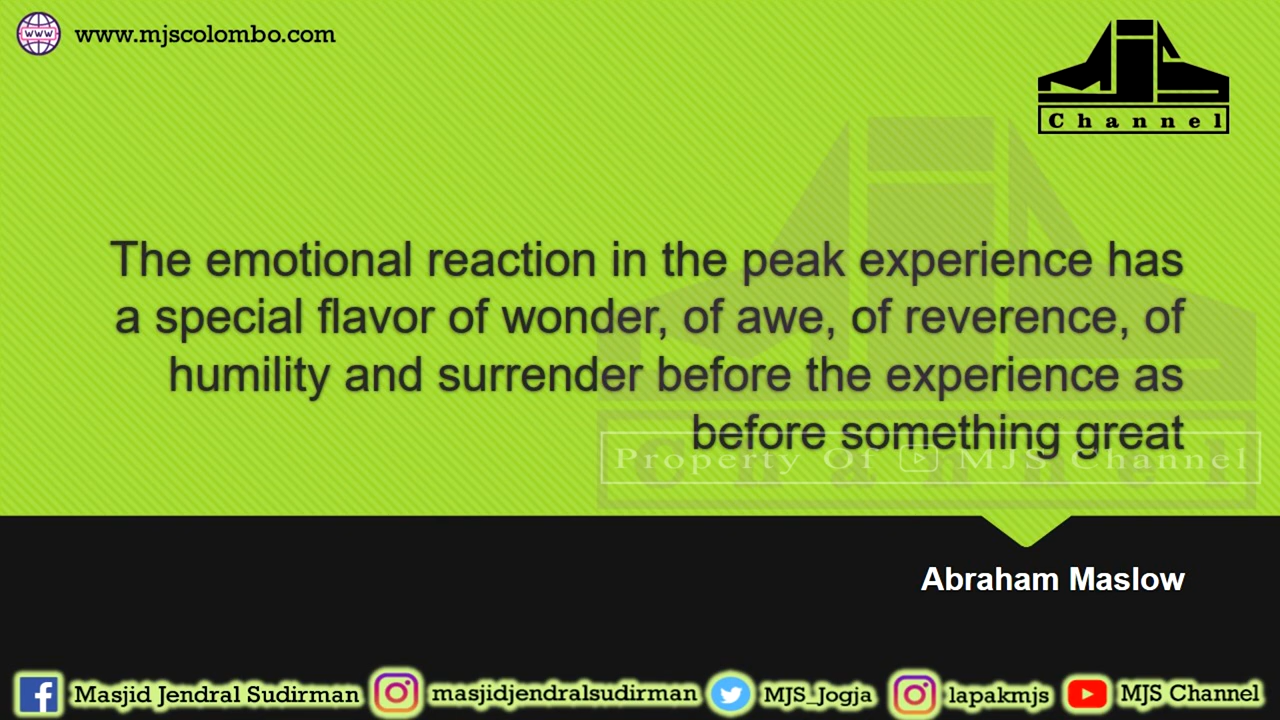 www.mjscolombo.com
MJS
Channel
The emotional reaction in the peak experience has
a special flavor of wonder, of awe, of reverence, of
humility and surrender before the experience as
before something great
Property Of MJS Channel
Abraham Maslow
Masjid Jendral Sudirman masjidjendralsudirman MJS_Jogja lapakmjs MJS Channel